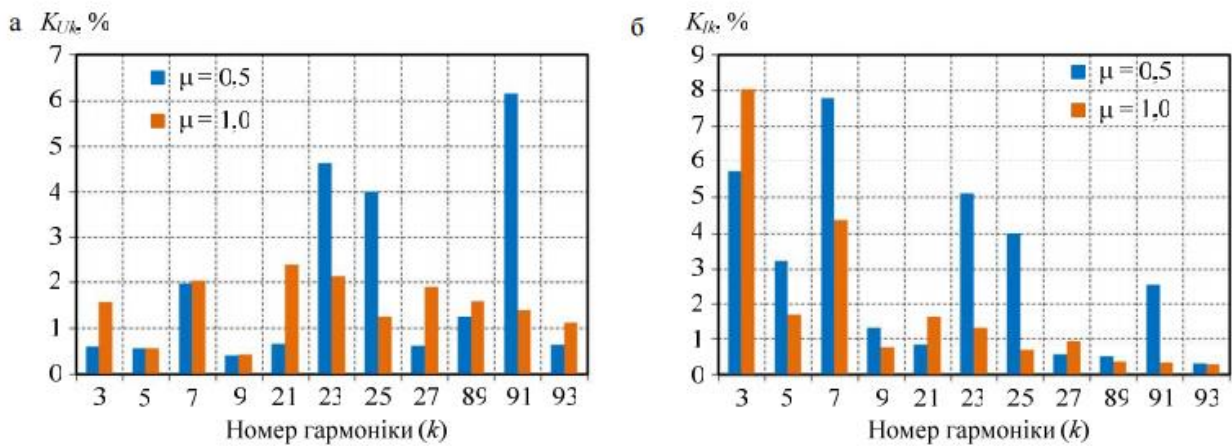 а K_Uk, %
7
6
5
4
3
2
1
0
μ = 0,5
μ = 1,0
3 5 7 9 21 23 25 27 89 91 93
Номер гармоніки (k)
б K_Ik, %
9
8
7
6
5
4
3
2
1
0
μ = 0,5
μ = 1,0
3 5 7 9 21 23 25 27 89 91 93
Номер гармоніки (k)